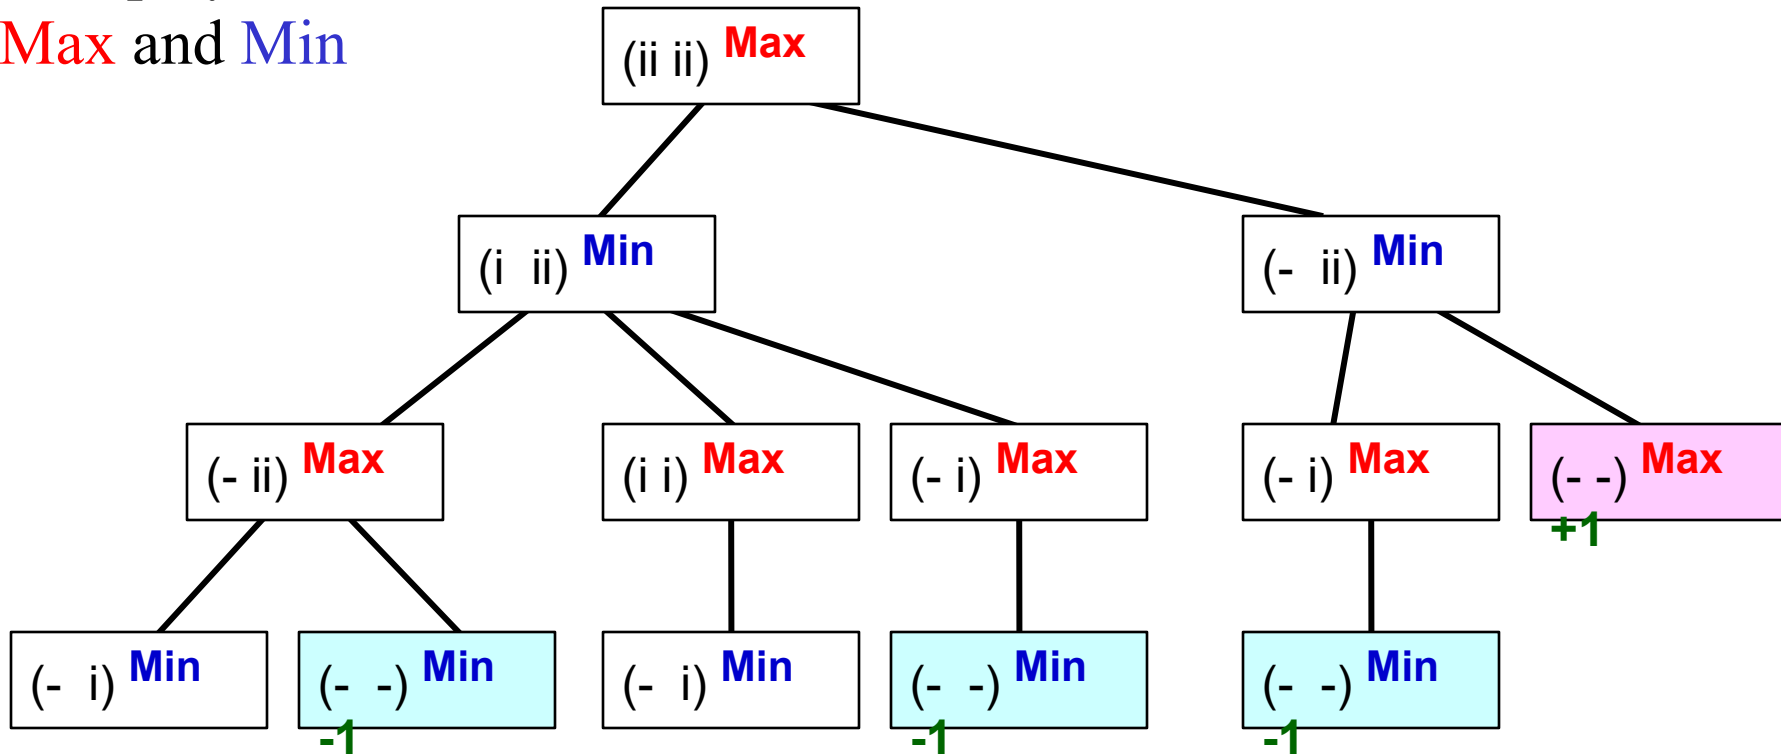 Max and Min
(ii ii) Max
(i ii) Min
(- ii) Min
(- ii) Max
(i i) Max
(- i) Max
(- i) Max
(- -) Max
+1
(- i) Min
(- -) Min
-1
(- i) Min
(- -) Min
-1
(- -) Min
-1